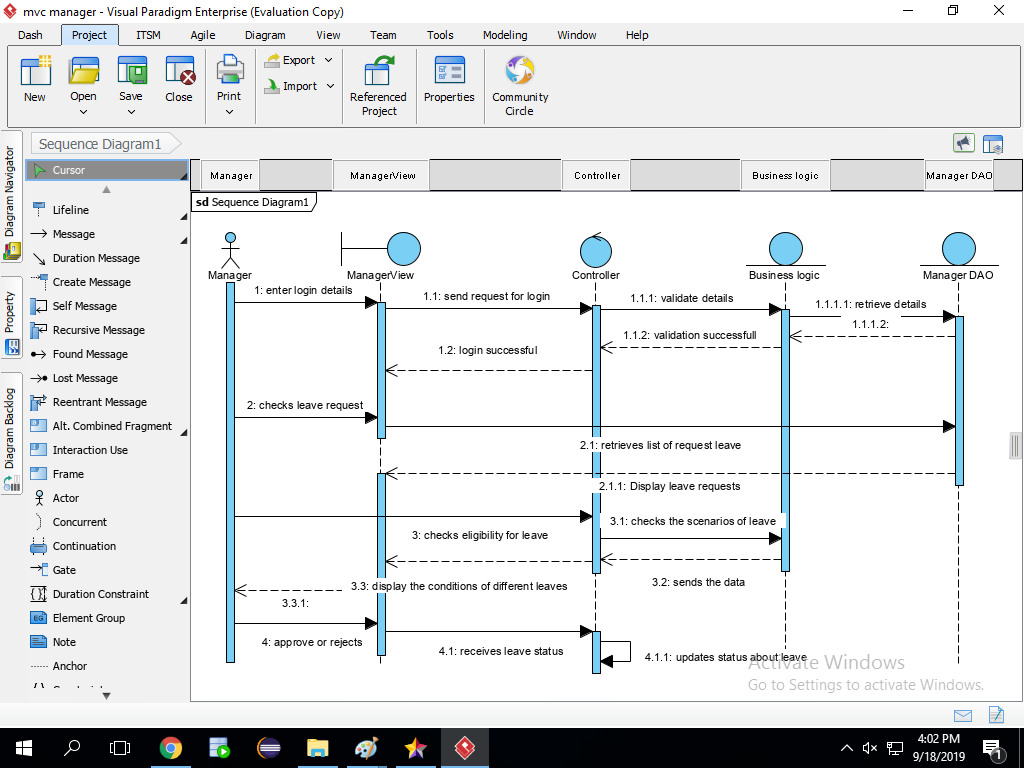 mvc manager - Visual Paradigm Enterprise (Evaluation Copy)
Dash Project ITSM Agile Diagram View Team Tools Modeling Window Help
New Open Save Close Print Export Import Referenced Project Properties Community Circle
Sequence Diagram1
Diagram Navigator
Property
Diagram Backlog
Cursor
Lifeline
Message
Duration Message
Create Message
Self Message
Recursive Message
Found Message
Lost Message
Reentrant Message
Alt. Combined Fragment
Interaction Use
Frame
Actor
Concurrent
Continuation
Gate
Duration Constraint
Element Group
EG
Note
Anchor
Manager ManagerView Controller Business logic Manager DAO
sd Sequence Diagram1
Manager ManagerView Controller Business logic Manager DAO
1: enter login details
1.1: send request for login
1.1.1: validate details
1.1.1.1: retrieve details
1.1.1.2:
1.1.2: validation successfull
1.2: login successful
2: checks leave request
2.1: retrieves list of request leave
2.1.1: Display leave requests
3: checks eligibility for leave
3.1: checks the scenarios of leave
3.2: sends the data
3.3: display the conditions of different leaves
3.3.1:
4: approve or rejects
4.1: receives leave status
4.1.1: updates status about leave
Activate Windows
Go to Settings to activate Windows.
4:02 PM
9/18/2019
1